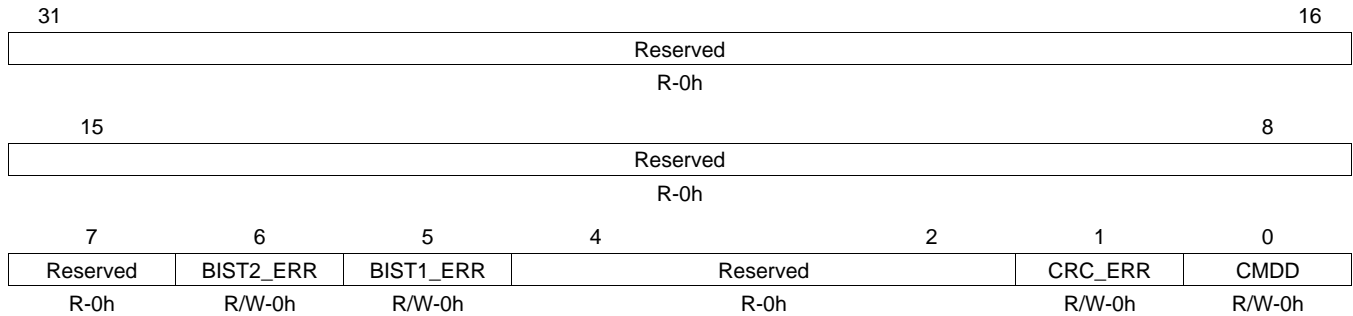 31 16
Reserved
R-0h
15 8
Reserved
R-0h
7 6 5 4 2 1 0
Reserved BIST2_ERR BIST1_ERR Reserved CRC_ERR CMDD
R-0h R/W-0h R/W-0h R-0h R/W-0h R/W-0h